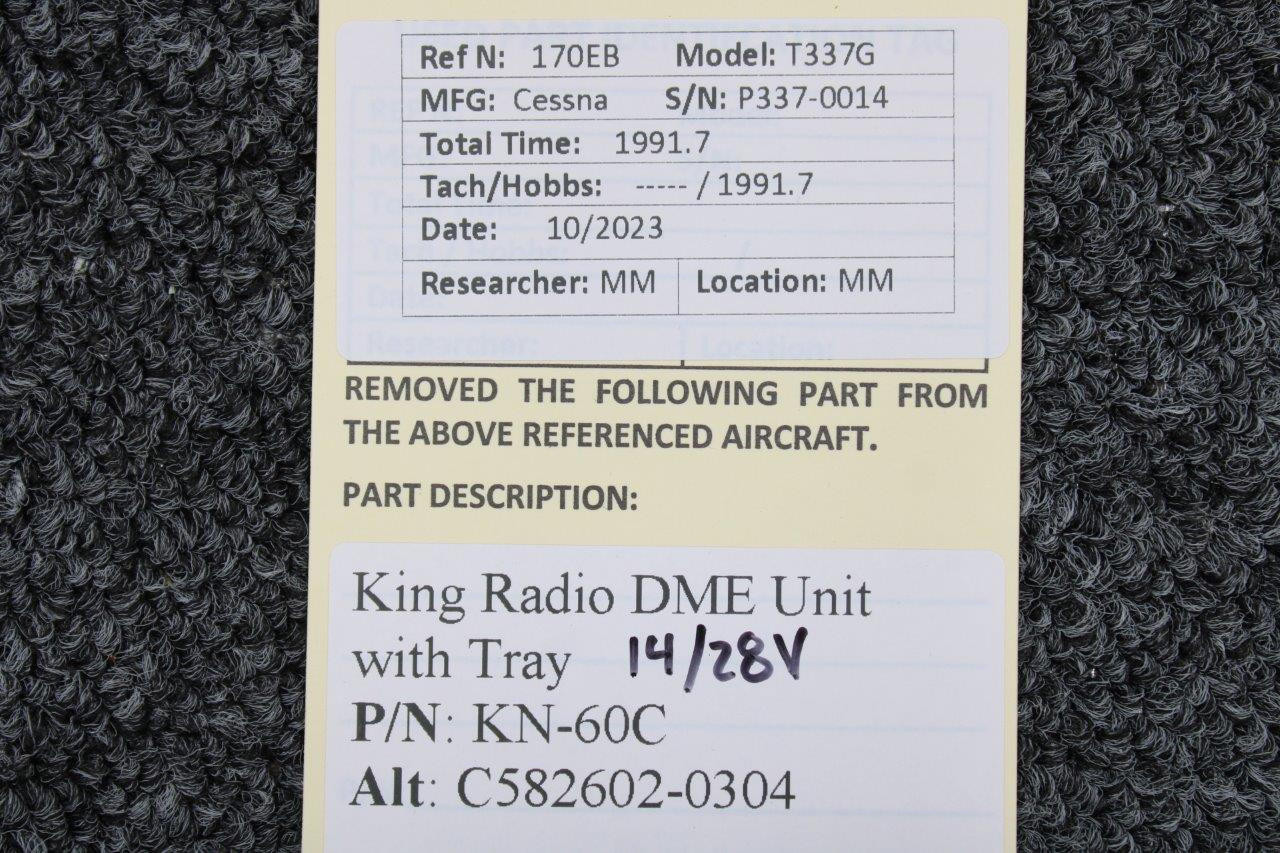 Ref N: 170EB Model: T337G
MFG: Cessna S/N: P337-0014
Total Time: 1991.7
Tach/Hobbs: ----- / 1991.7
Date: 10/2023
Researcher: MM Location: MM
Researcher: Location:
REMOVED THE FOLLOWING PART FROM
THE ABOVE REFERENCED AIRCRAFT.
PART DESCRIPTION:
King Radio DME Unit
with Tray 14/28V
P/N: KN-60C
Alt: C582602-0304